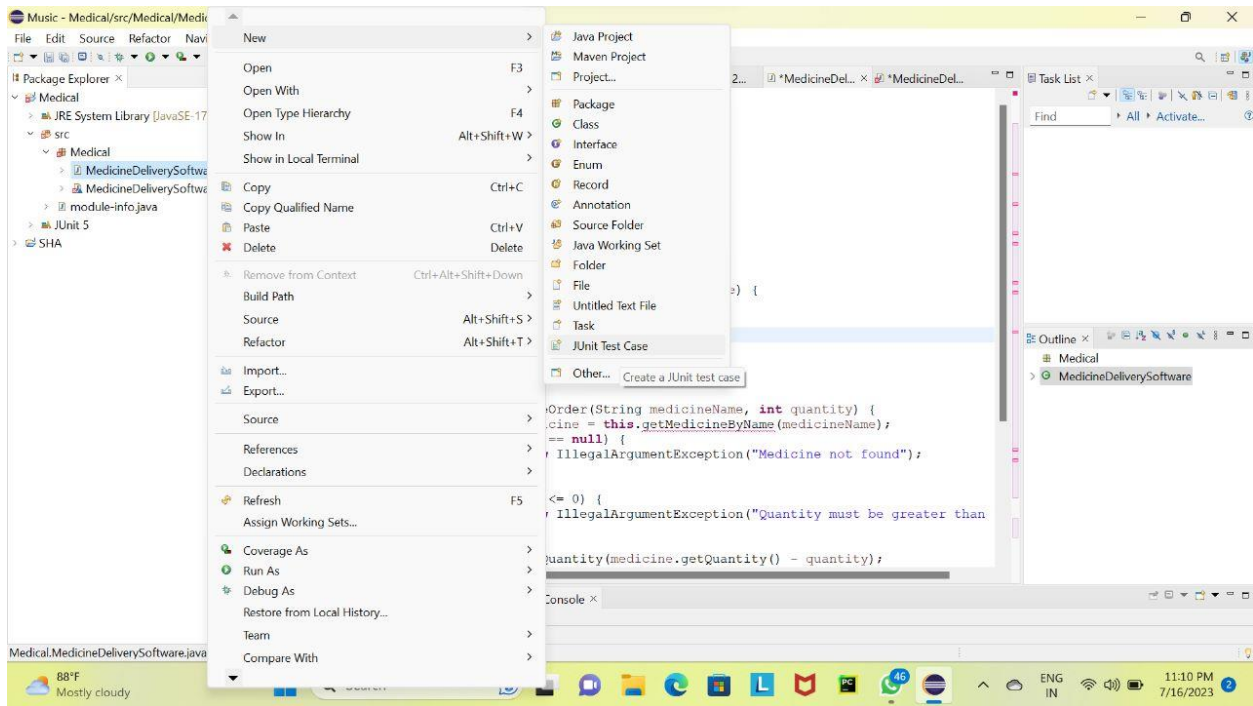 Music - Medical/src/Medical/Medic
File Edit Source Refactor Navi
Package Explorer
Medical
JRE System Library [JavaSE-17
src
Medical
MedicineDeliverySoftwa
MedicineDeliverySoftwa
module-info.java
JUnit 5
SHA
New
Open F3
Open With
Open Type Hierarchy F4
Show In Alt+Shift+W
Show in Local Terminal
Copy Ctrl+C
Copy Qualified Name
Paste Ctrl+V
Delete Delete
Remove from Context Ctrl+Alt+Shift+Down
Build Path
Source Alt+Shift+S
Refactor Alt+Shift+T
Import...
Export...
Source
References
Declarations
Refresh F5
Assign Working Sets...
Coverage As
Run As
Debug As
Restore from Local History...
Team
Compare With
Java Project
Maven Project
Project...
Package
Class
Interface
Enum
Record
Annotation
Source Folder
Java Working Set
Folder
File
Untitled Text File
Task
JUnit Test Case
Other...
Create a JUnit test case
2... *MedicineDel... *MedicineDel...
e) {
eOrder(String medicineName, int quantity) {
icine = this.getMedicineByName(medicineName);
== null) {
IllegalArgumentException("Medicine not found");
<= 0) {
IllegalArgumentException("Quantity must be greater than
Quantity(medicine.getQuantity() - quantity);
Console
Task List
Find All Activate...
Outline
Medical
MedicineDeliverySoftware
Medical.MedicineDeliverySoftware.java
88°F
Mostly cloudy
46
ENG
IN
11:10 PM
7/16/2023
2